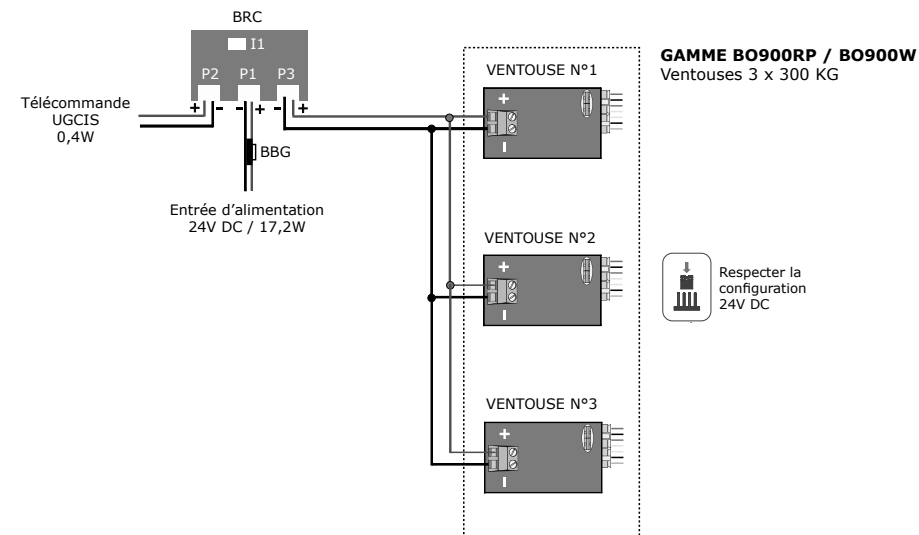 BRC
I1
P2 P1 P3
+ - - + - +
Télécommande
UGCIS
0,4W
BBG
Entrée d’alimentation
24V DC / 17,2W
VENTOUSE N°1
+
-
VENTOUSE N°2
+
-
VENTOUSE N°3
+
-
GAMME BO900RP / BO900W
Ventouses 3 x 300 KG
Respecter la
configuration
24V DC